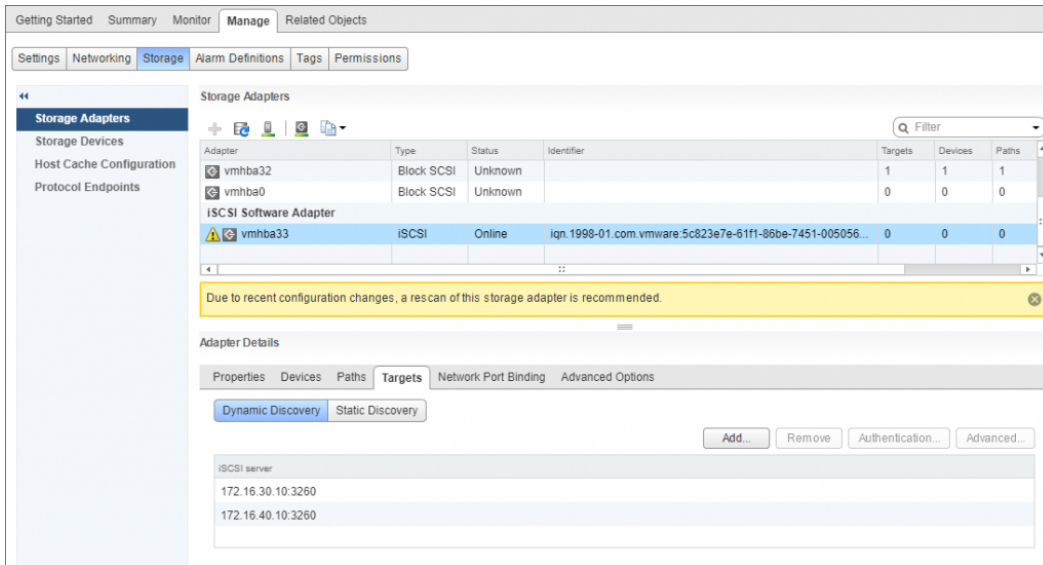 Getting Started Summary Monitor Manage Related Objects
Settings Networking Storage Alarm Definitions Tags Permissions
Storage Adapters
Storage Devices
Host Cache Configuration
Protocol Endpoints
Storage Adapters
Filter
Adapter Type Status Identifier Targets Devices Paths
vmhba32 Block SCSI Unknown 1 1 1
vmhba0 Block SCSI Unknown 0 0 0
iSCSI Software Adapter
vmhba33 iSCSI Online iqn.1998-01.com.vmware:5c823e7e-61f1-86be-7451-005056... 0 0 0
Due to recent configuration changes, a rescan of this storage adapter is recommended.
Adapter Details
Properties Devices Paths Targets Network Port Binding Advanced Options
Dynamic Discovery Static Discovery
Add... Remove Authentication... Advanced...
iSCSI server
172.16.30.10:3260
172.16.40.10:3260